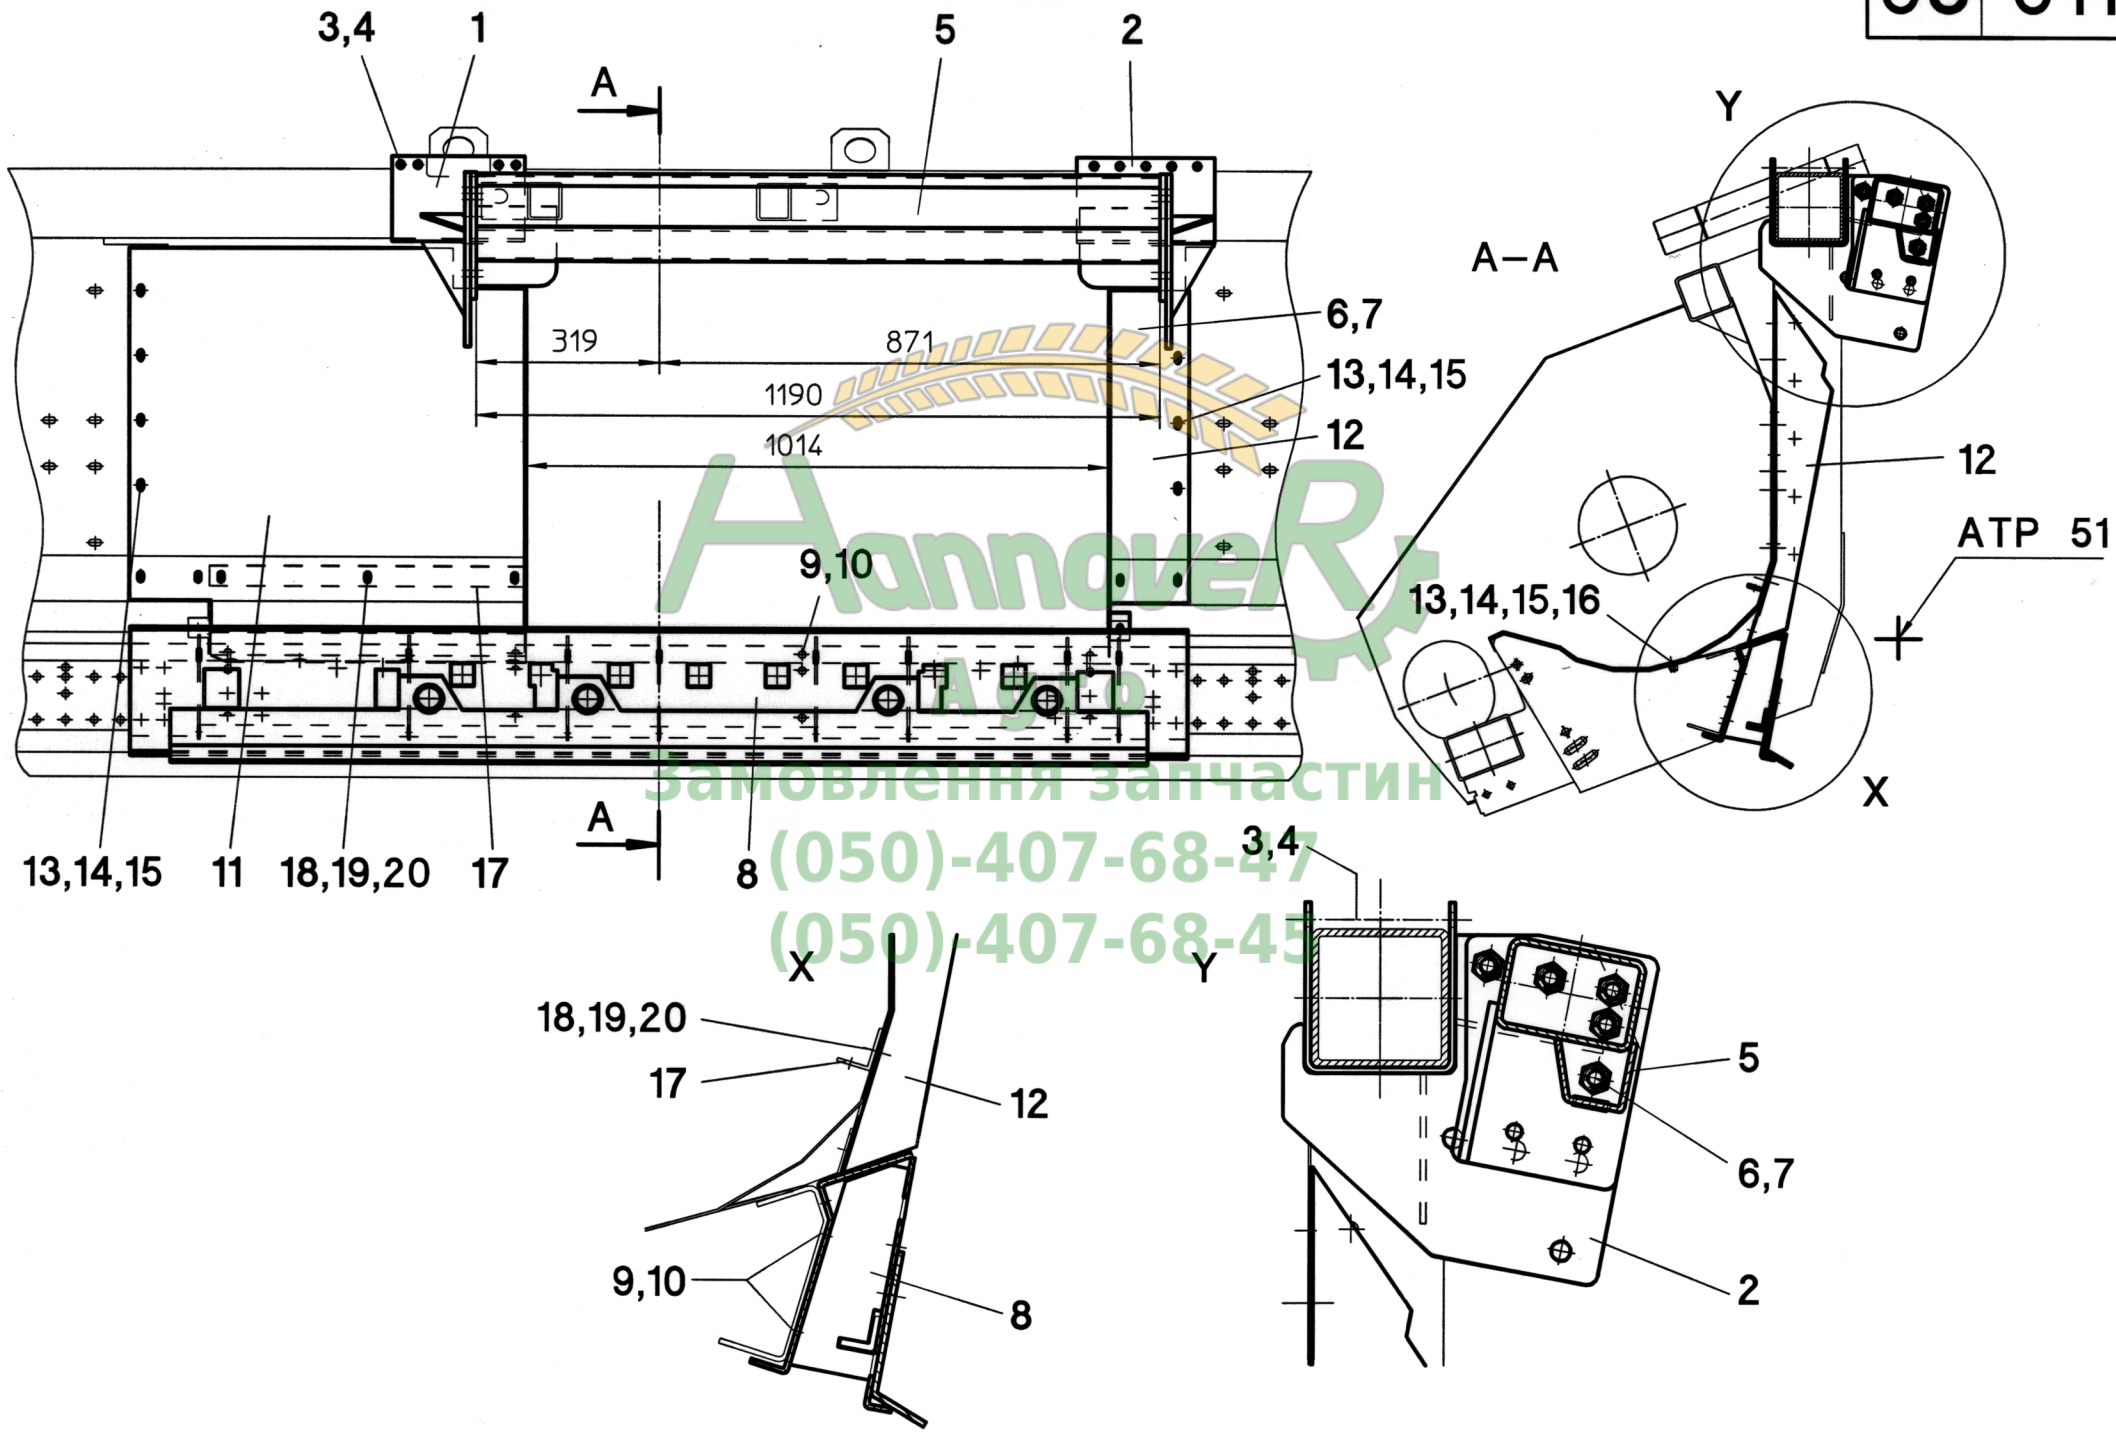 3,4 1 5 2
A
Y
A-A
319 871
1190
1014
6,7
13,14,15
12
12
ATP 51
HannoveR
Agro
9,10
13,14,15,16
X
Замовлення запчастин
(050)-407-68-47
(050)-407-68-45
A
13,14,15 11 18,19,20 17 8
3,4
X
Y
18,19,20
17
12
9,10
8
5
6,7
2